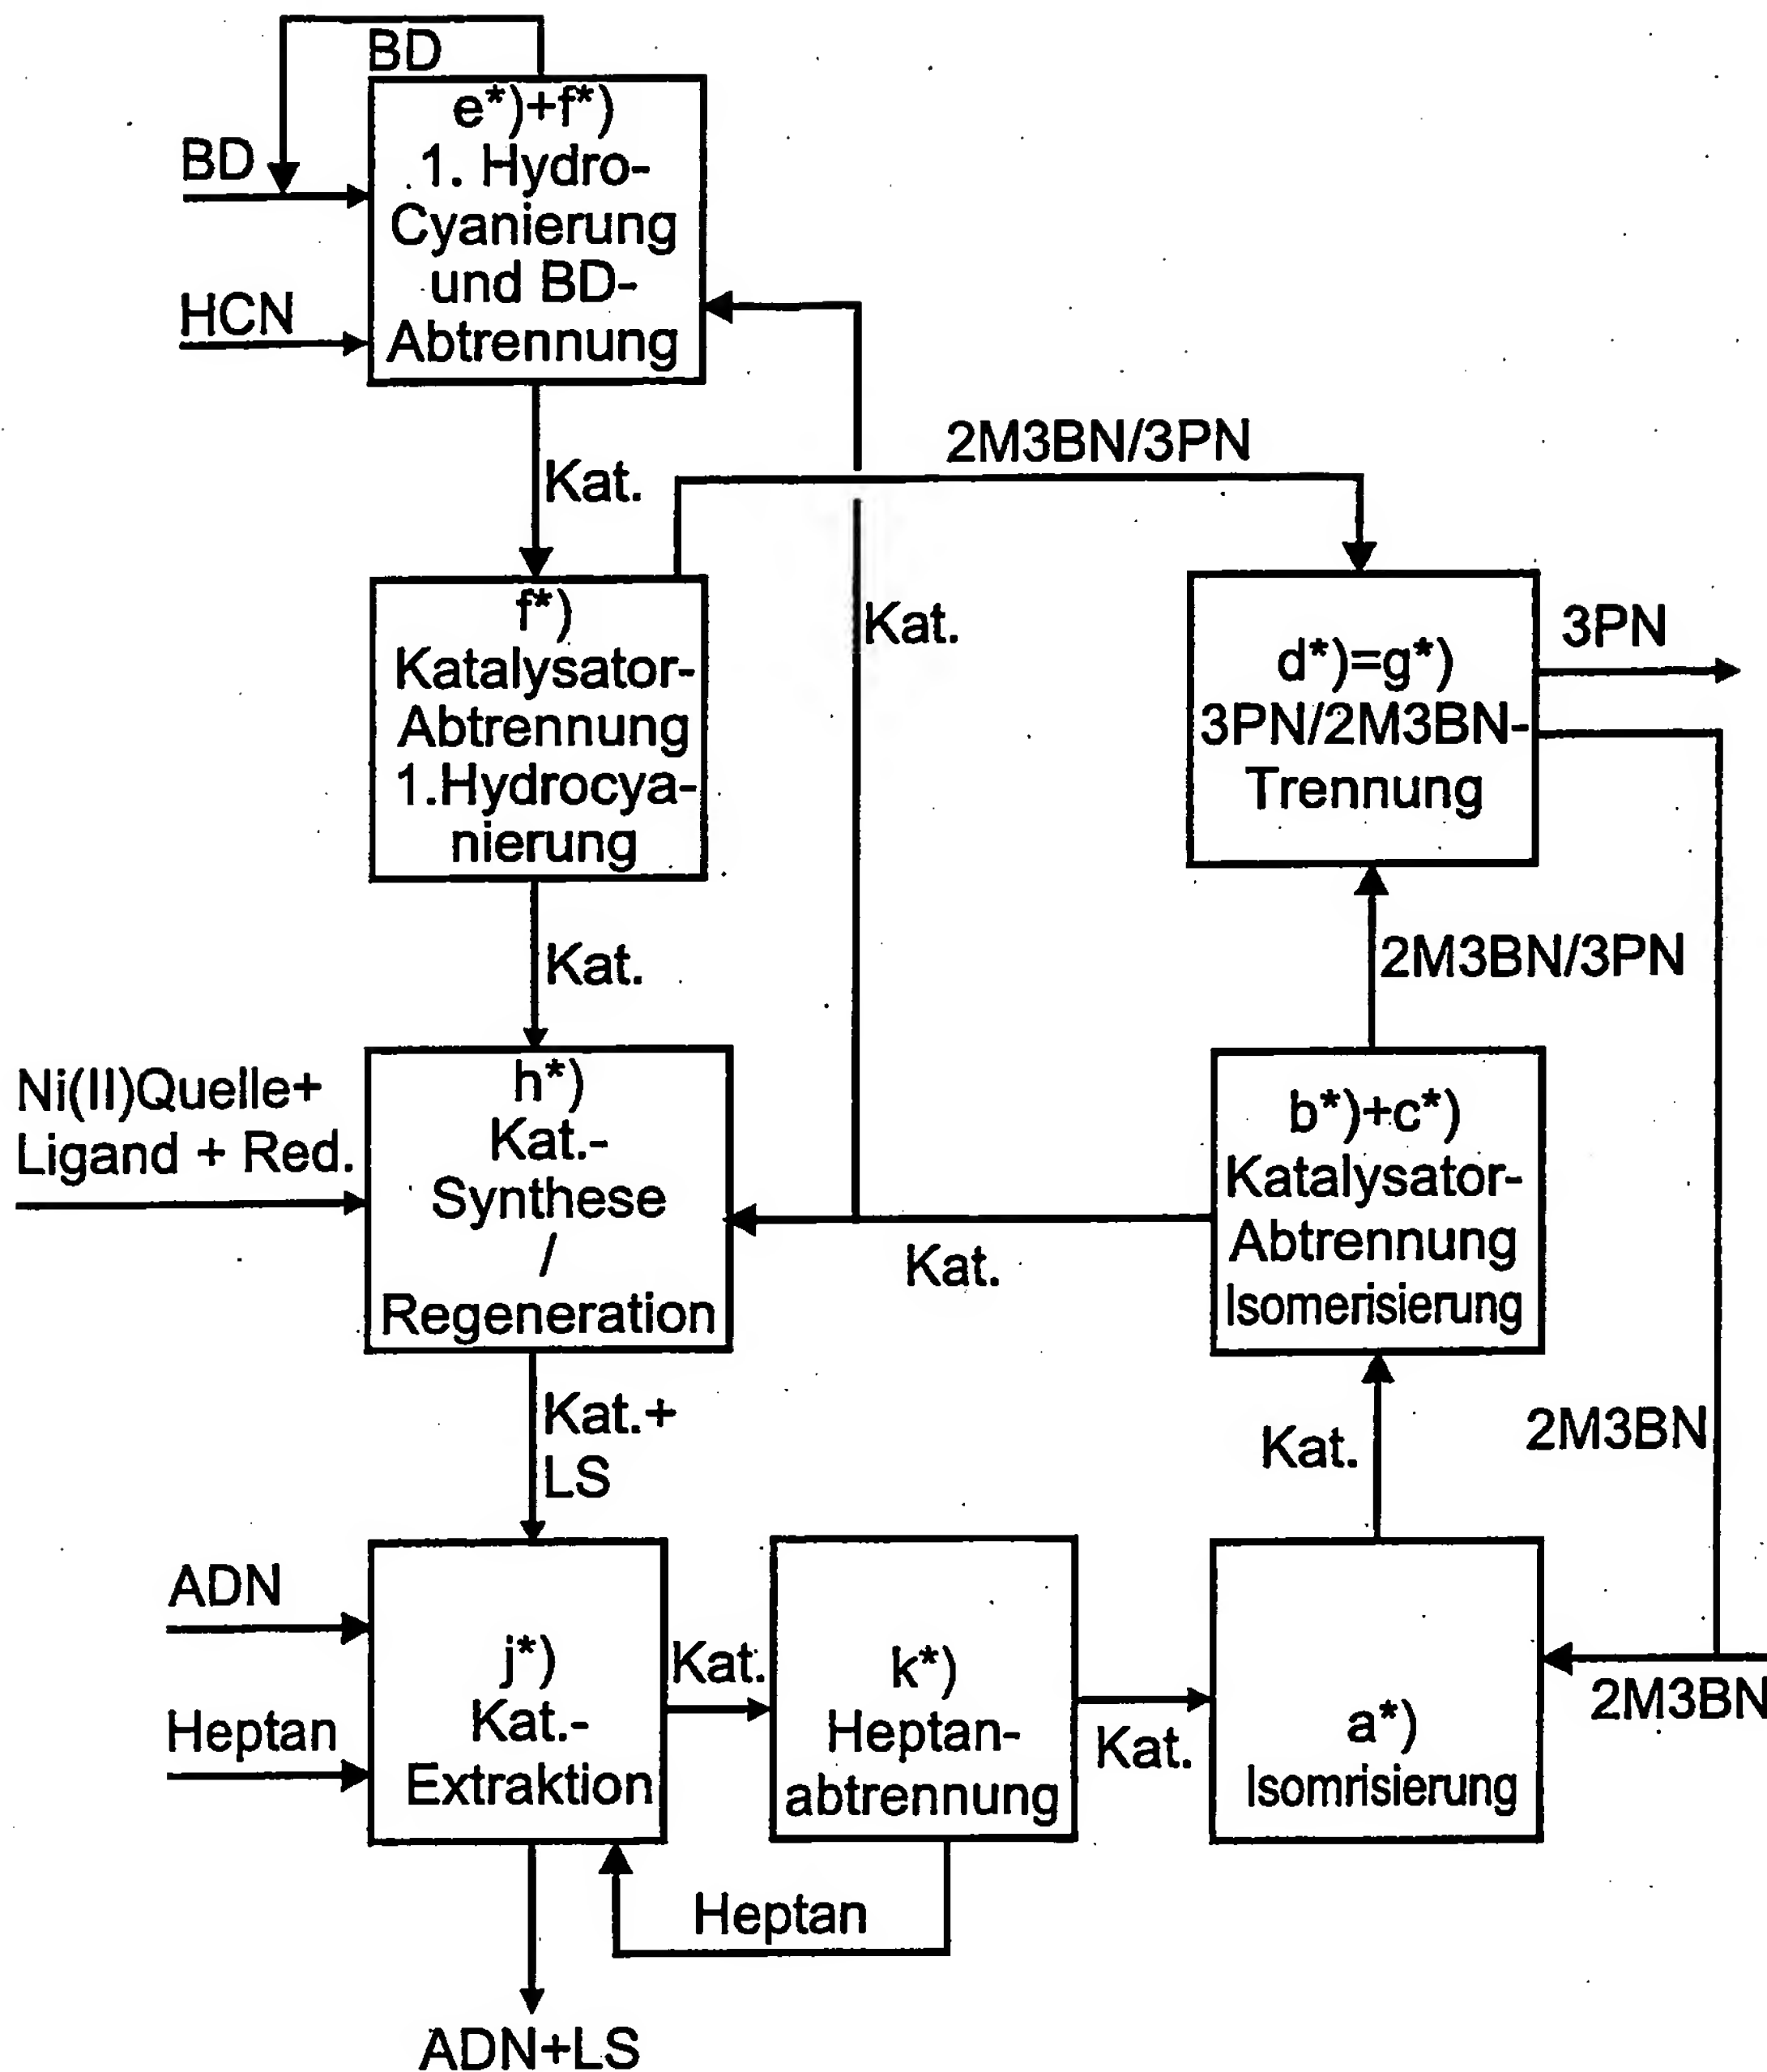 BD
BD
HCN
e*)+f*)
1. Hydro-
Cyanierung
und BD-
Abtrennung
Kat.
2M3BN/3PN
f*)
Katalysator-
Abtrennung
1.Hydrocya-
nierung
Kat.
d*)=g*)
3PN/2M3BN-
Trennung
3PN
Kat.
2M3BN/3PN
Ni(II)Quelle+
Ligand + Red.
h*)
Kat.-
Synthese
/
Regeneration
Kat.
b*)+c*)
Katalysator-
Abtrennung
Isomerisierung
Kat.+
LS
Kat.
2M3BN
ADN
Heptan
j*)
Kat.-
Extraktion
Kat.
k*)
Heptan-
abtrennung
Kat.
a*)
Isomrisierung
2M3BN
Heptan
ADN+LS